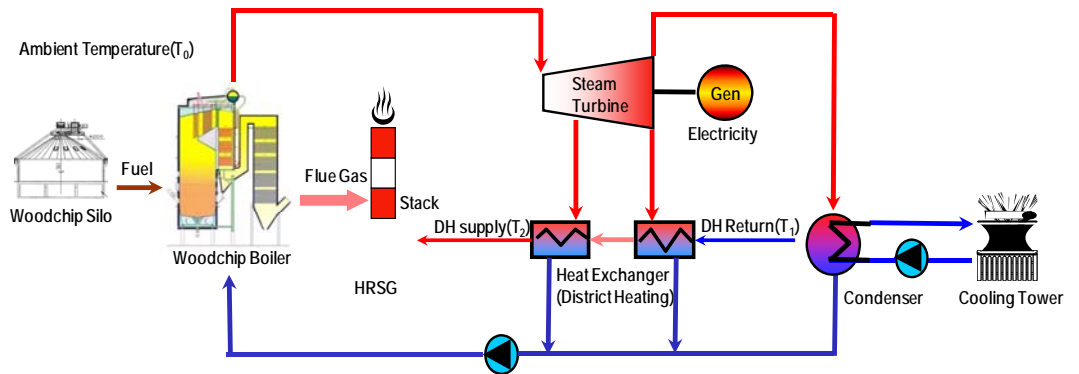 Ambient Temperature(T₀)
Steam
Turbine
Gen
Electricity
Fuel
Flue Gas
Stack
Woodchip Silo
DH supply(T₂)
DH Return(T₁)
Woodchip Boiler
HRSG
Heat Exchanger
(District Heating)
Condenser
Cooling Tower